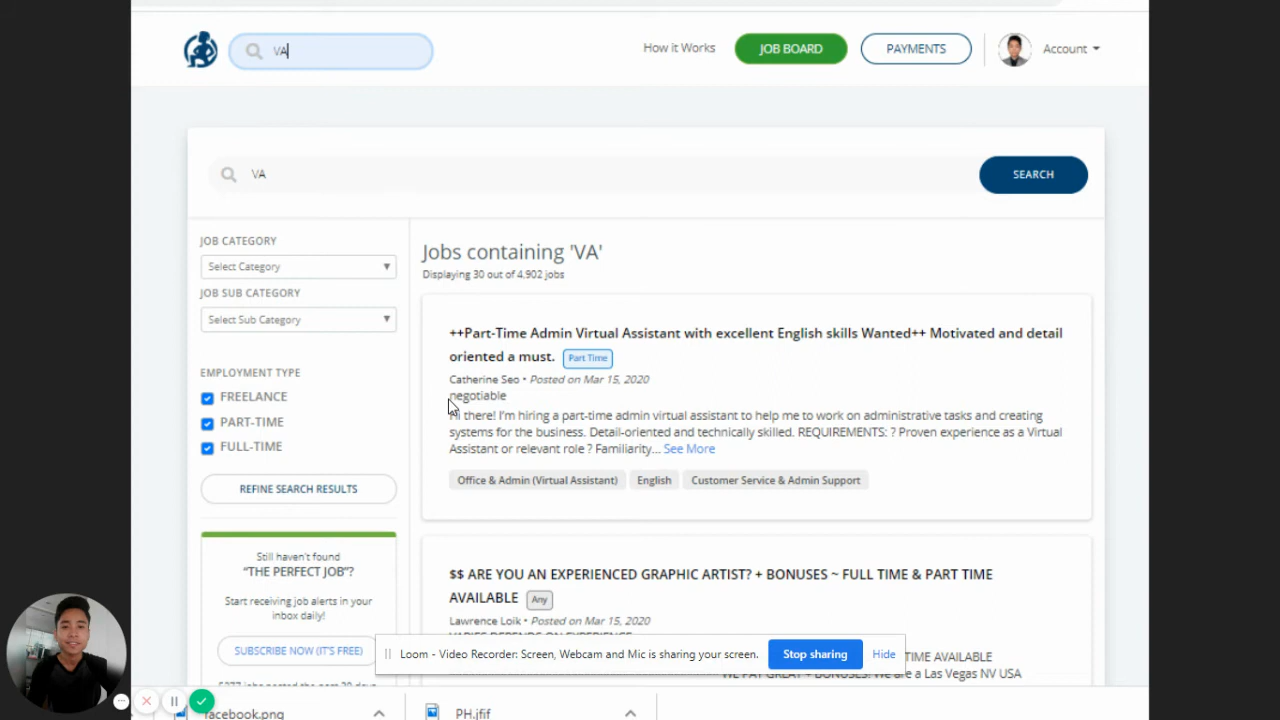 VA
How it Works
JOB BOARD
PAYMENTS
Account
VA
SEARCH
JOB CATEGORY
Select Category
JOB SUB CATEGORY
Select Sub Category
EMPLOYMENT TYPE
FREELANCE
PART-TIME
FULL-TIME
REFINE SEARCH RESULTS
Still haven't found
"THE PERFECT JOB"?
Start receiving job alerts in your
inbox daily!
SUBSCRIBE NOW (IT'S FREE)
Jobs containing 'VA'
Displaying 30 out of 4,902 jobs
++Part-Time Admin Virtual Assistant with excellent English skills Wanted++ Motivated and detail
oriented a must. Part Time
Catherine Seo • Posted on Mar 15, 2020
negotiable
Hi there! I'm hiring a part-time admin virtual assistant to help me to work on administrative tasks and creating
systems for the business. Detail-oriented and technically skilled. REQUIREMENTS: ? Proven experience as a Virtual
Assistant or relevant role ? Familiarity... See More
Office & Admin (Virtual Assistant) English Customer Service & Admin Support
$$ ARE YOU AN EXPERIENCED GRAPHIC ARTIST? + BONUSES ~ FULL TIME & PART TIME
AVAILABLE Any
Lawrence Loik • Posted on Mar 15, 2020
VARIES DEPENDS ON EXPERIENCE
TIME AVAILABLE
WE PAY GREAT + BONUSES! We are a Las Vegas NV USA
Loom - Video Recorder: Screen, Webcam and Mic is sharing your screen.
Stop sharing
Hide
facebook.png
PH.jfif